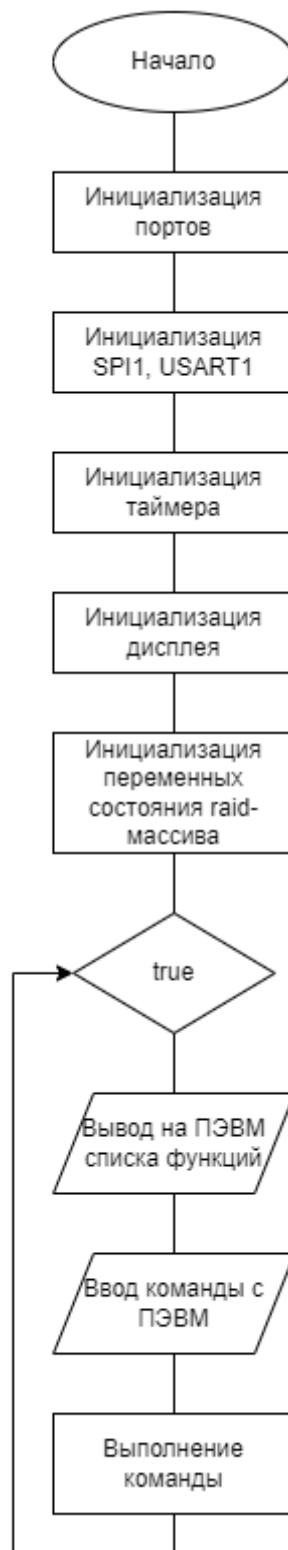 Начало
Инициализация
портов
Инициализация
SPI1, USART1
Инициализация
таймера
Инициализация
дисплея
Инициализация
переменных
состояния raid-
массива
true
Вывод на ПЭВМ
списка функций
Ввод команды с
ПЭВМ
Выполнение
команды